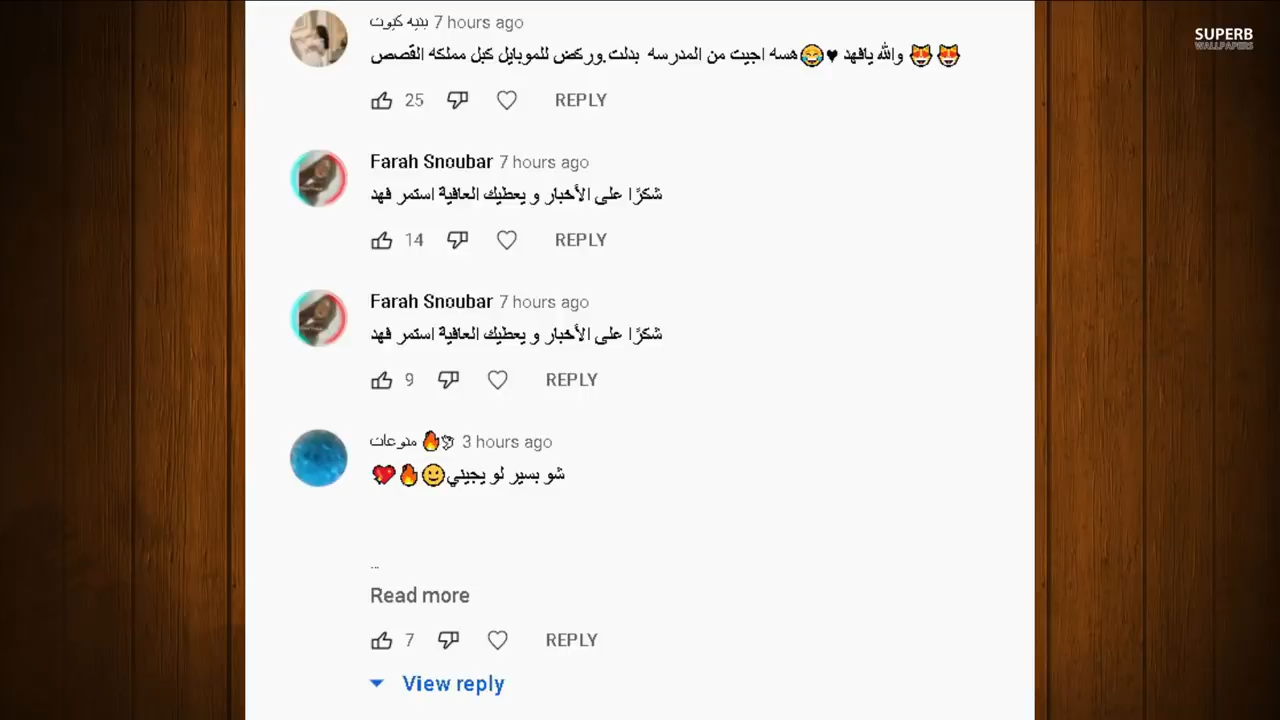 SUPERB
WALLPAPERS
بنيه كيوت 7 hours ago
😻😻 والله يافهد ♥😂هسه اجيت من المدرسه بدلت.وركض للموبايل كبل مملكه القصص
25 REPLY
Farah Snoubar 7 hours ago
شكرًا على الأخبار و يعطيك العافية استمر فهد
14 REPLY
Farah Snoubar 7 hours ago
شكرًا على الأخبار و يعطيك العافية استمر فهد
9 REPLY
منوعات 🔥🕊 3 hours ago
شو بسير لو يجيني🙂🔥💖
...
Read more
7 REPLY
View reply